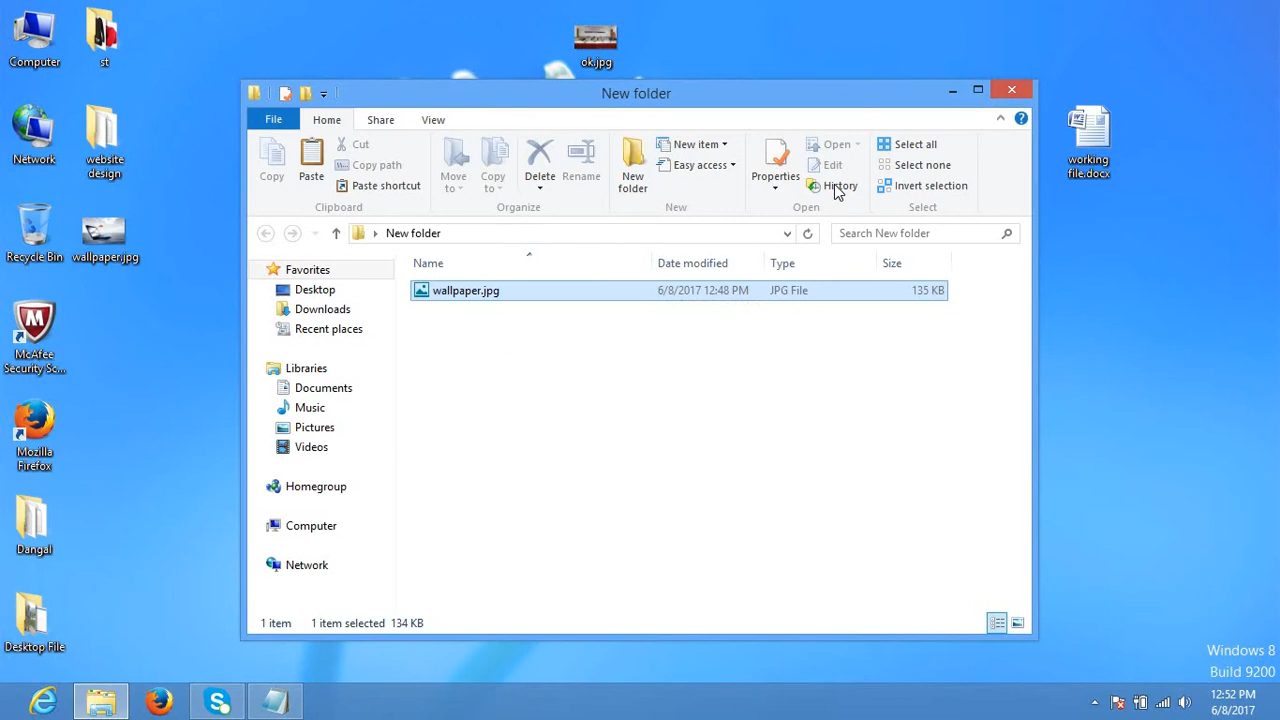 Computer
st
ok.jpg
Network
website
design
working
file.docx
Recycle Bin
wallpaper.jpg
McAfee
Security Sc...
Mozilla
Firefox
Dangal
Desktop File
New folder
File
Home
Share
View
Copy
Paste
Cut
Copy path
Paste shortcut
Clipboard
Move
to
Copy
to
Delete
Rename
Organize
New
folder
New item
Easy access
New
Properties
Open
Edit
History
Open
Select all
Select none
Invert selection
Select
New folder
Search New folder
Name
Date modified
Type
Size
wallpaper.jpg
6/8/2017 12:48 PM
JPG File
135 KB
Favorites
Desktop
Downloads
Recent places
Libraries
Documents
Music
Pictures
Videos
Homegroup
Computer
Network
1 item
1 item selected 134 KB
Windows 8
Build 9200
12:52 PM
6/8/2017